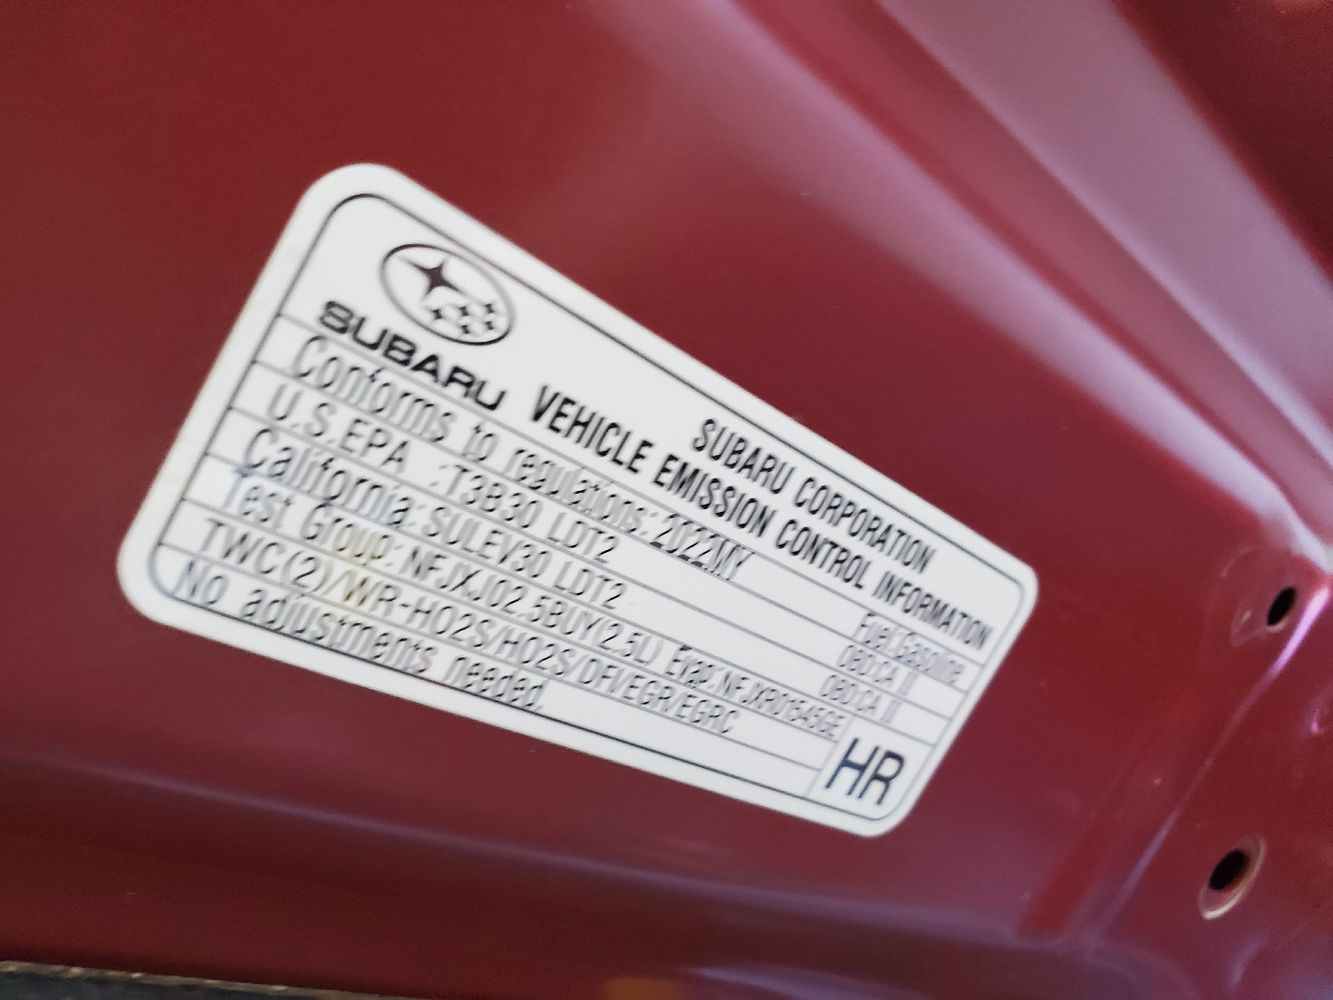 SUBARU
SUBARU CORPORATION
VEHICLE EMISSION CONTROL INFORMATION
Conforms to regulations: 2022MY Fuel:Gasoline
U.S.EPA :T3B30 LDT2 OBD:CA II
California:SULEV30 LDT2 OBD:CA II
Test Group: NFJXJ02.5BUY(2.5L) Evap:NFJXR0154SGE
TWC(2)/WR-HO2S/HO2S/DFI/EGR/EGRC
No adjustments needed.
HR